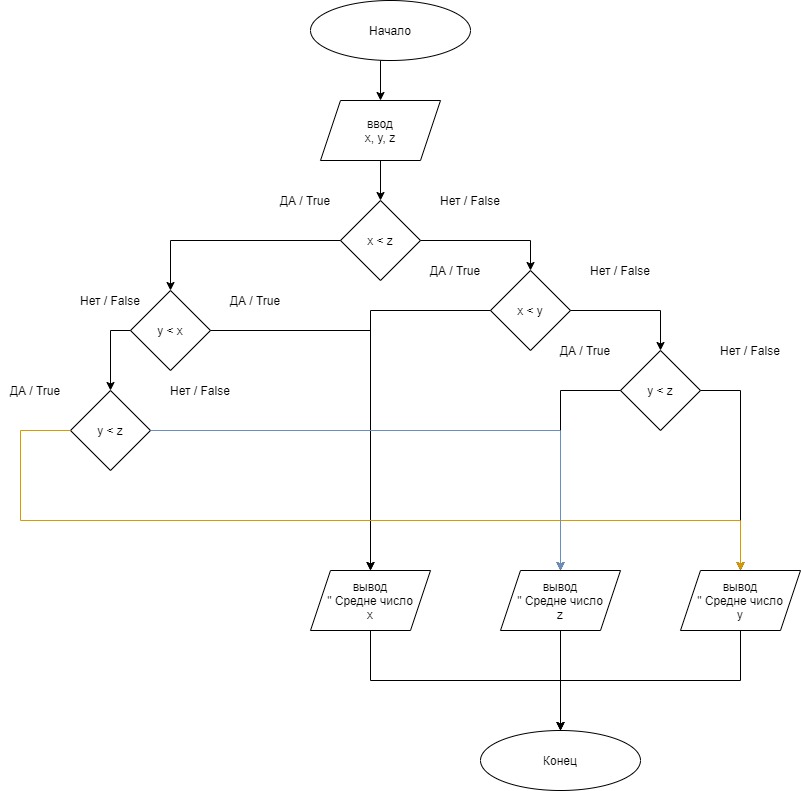 Начало
ввод
x, y, z
ДА / True
Нет / False
x < z
ДА / True
Нет / False
Нет / False
ДА / True
x < y
y < x
ДА / True
Нет / False
ДА / True
Нет / False
y < z
y < z
вывод
" Средне число
x
вывод
" Средне число
z
вывод
" Средне число
y
Конец